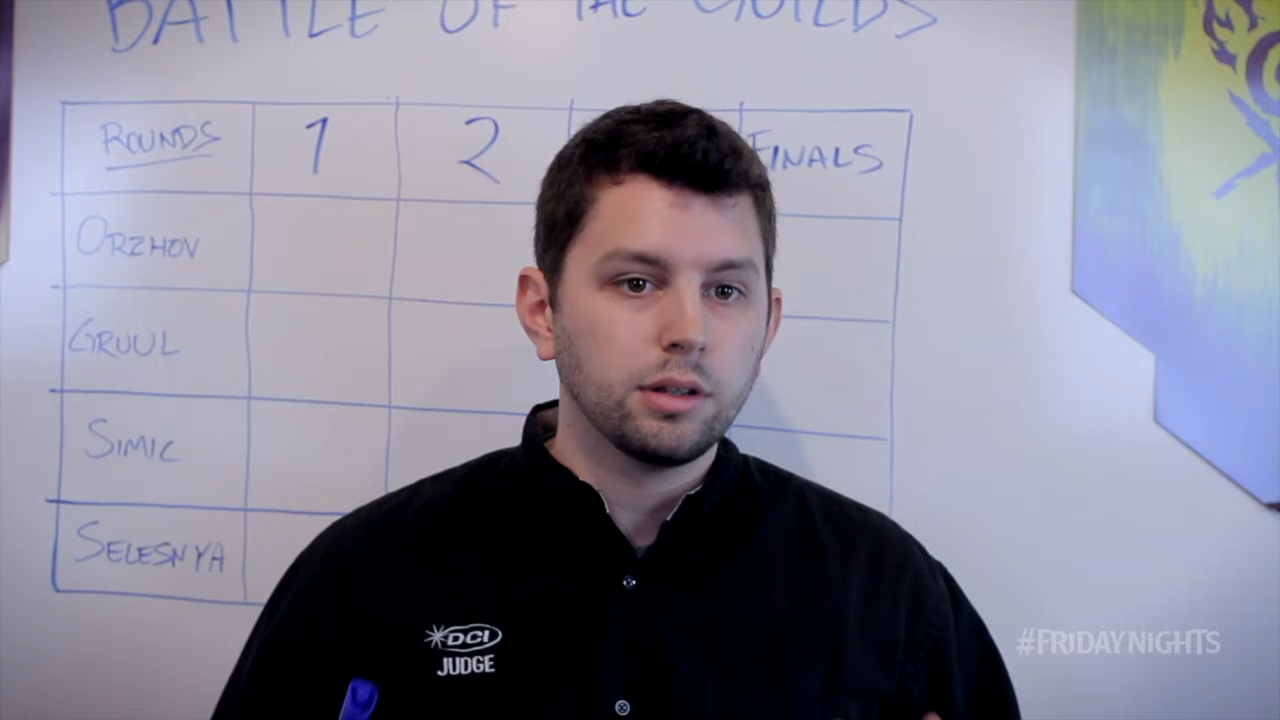 BATTLE OF THE GUILDS
ROUNDS 1 2 FINALS
ORZHOV
GRUUL
SIMIC
SELESNYA
DCI
JUDGE
#FRIDAYNIGHTS